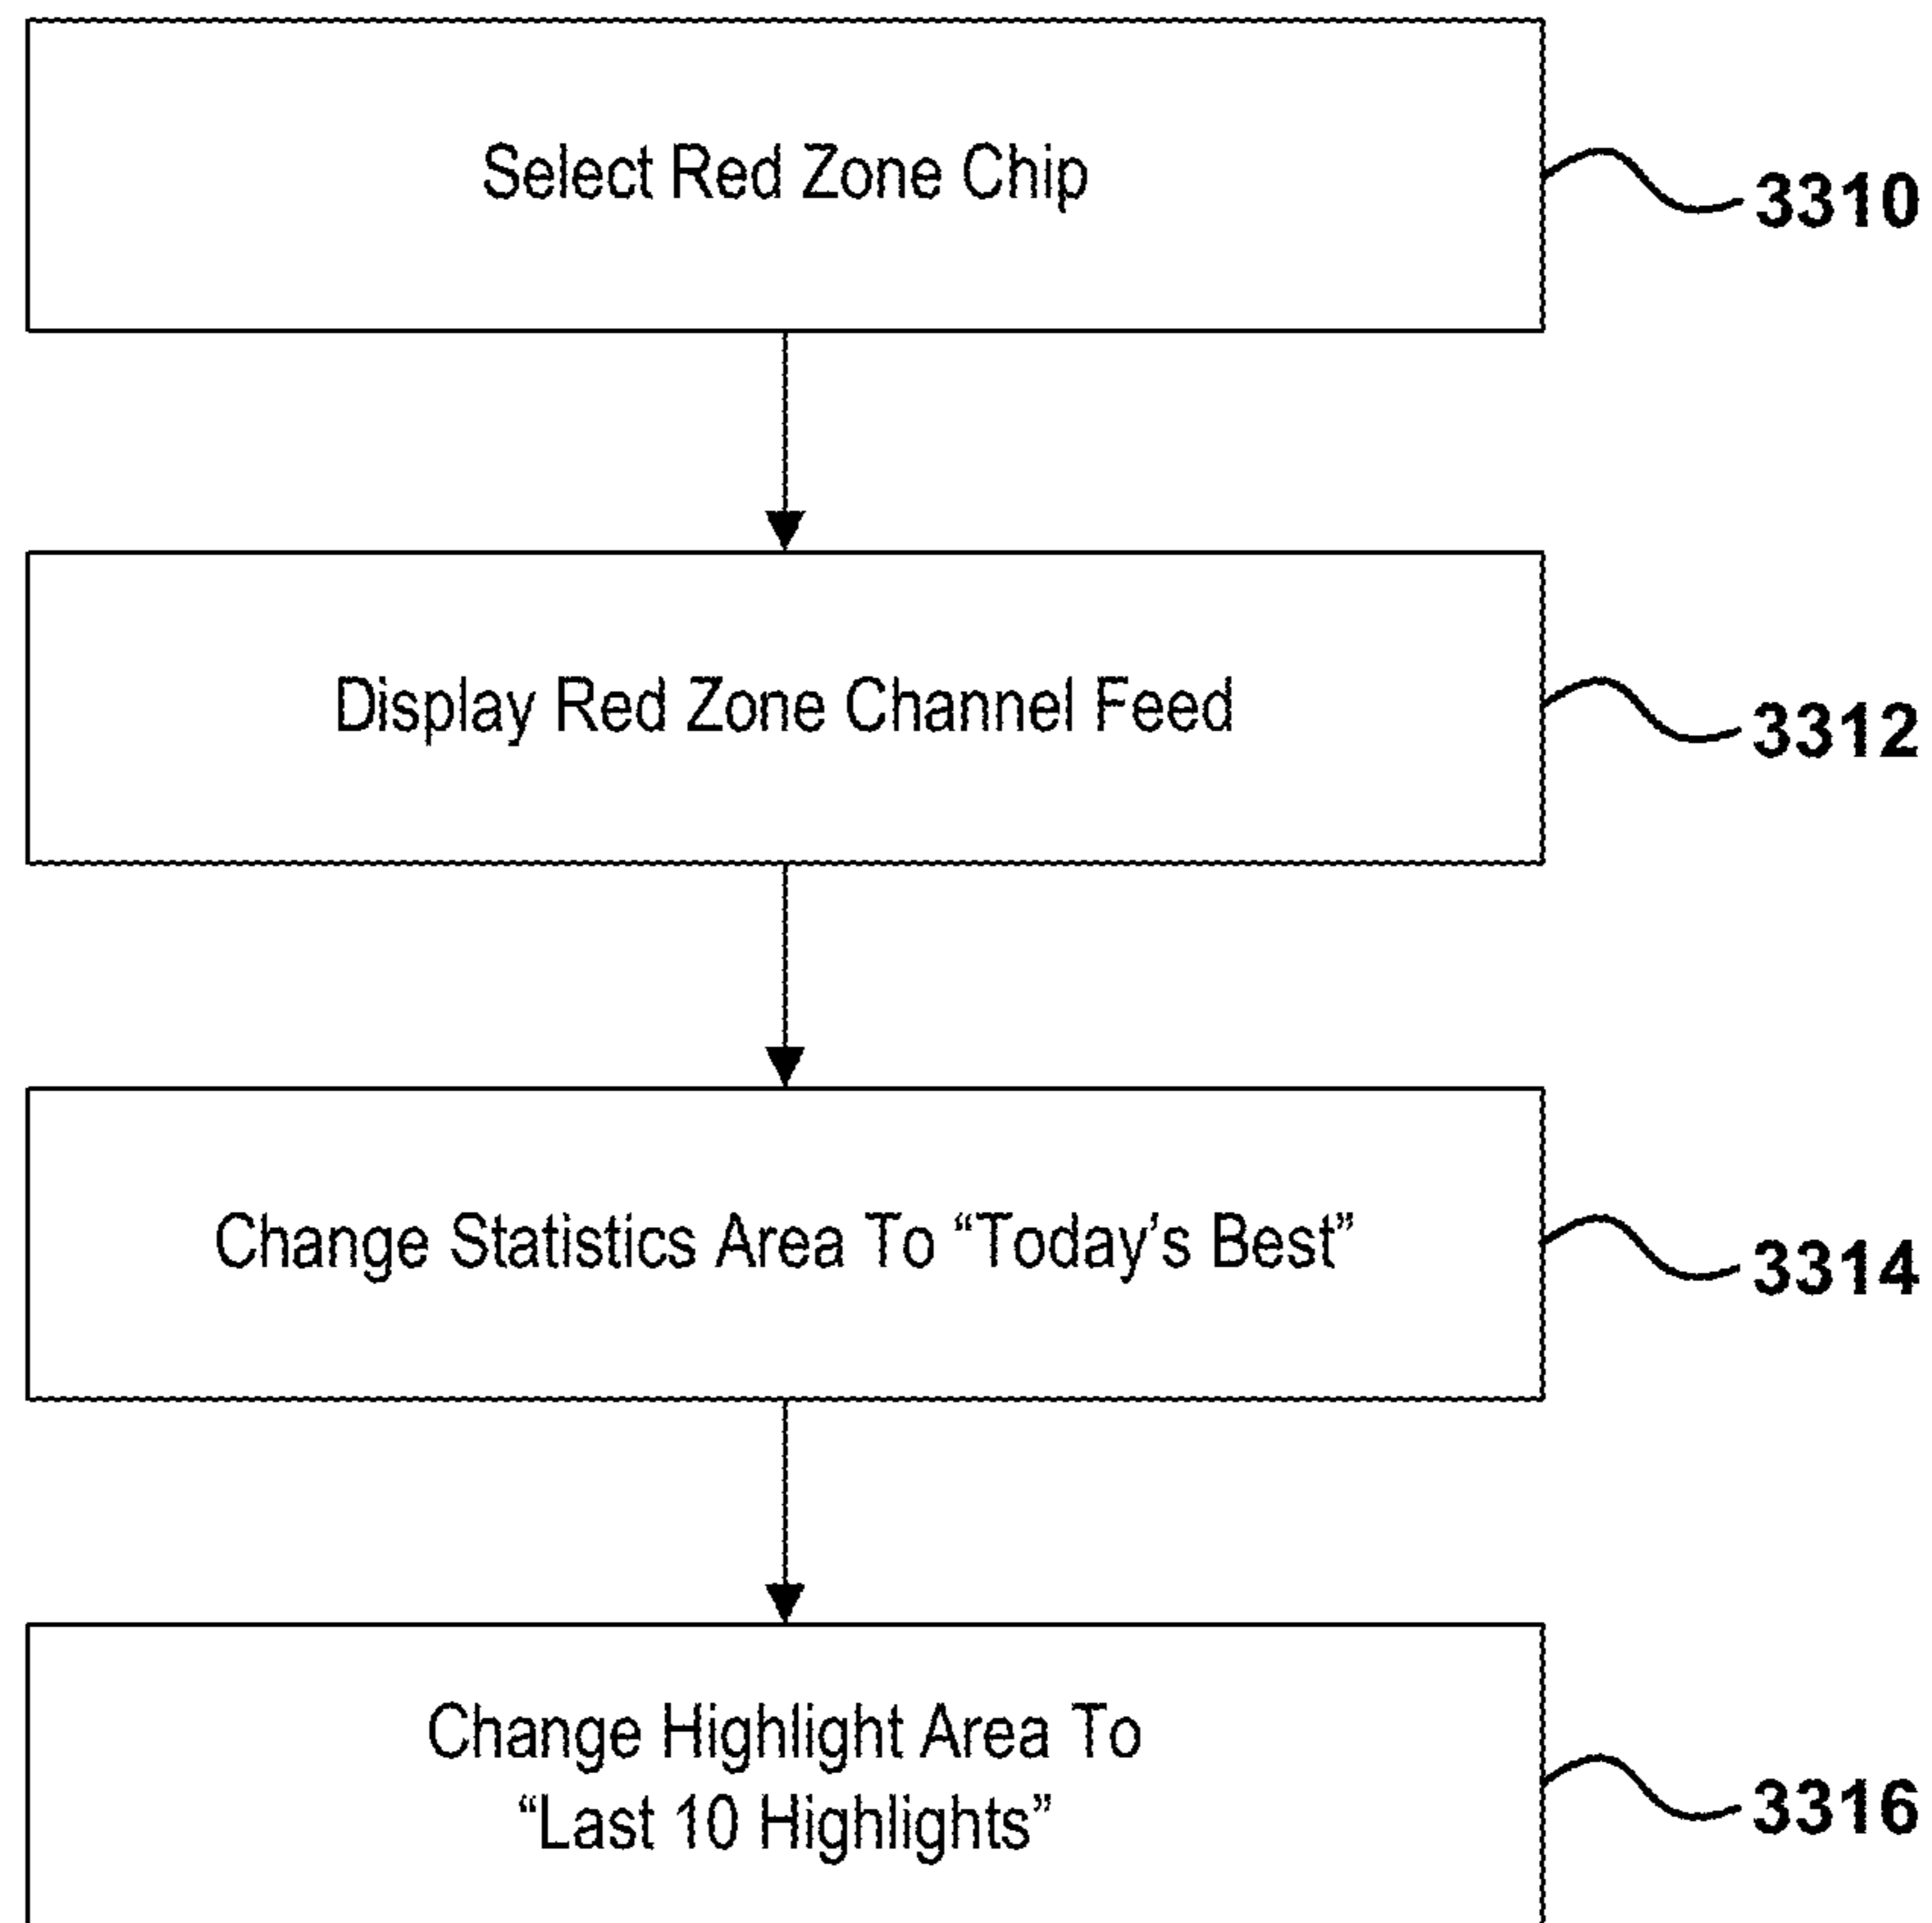 Select Red Zone Chip
3310
Display Red Zone Channel Feed
3312
Change Statistics Area To “Today’s Best”
3314
Change Highlight Area To
“Last 10 Highlights”
3316